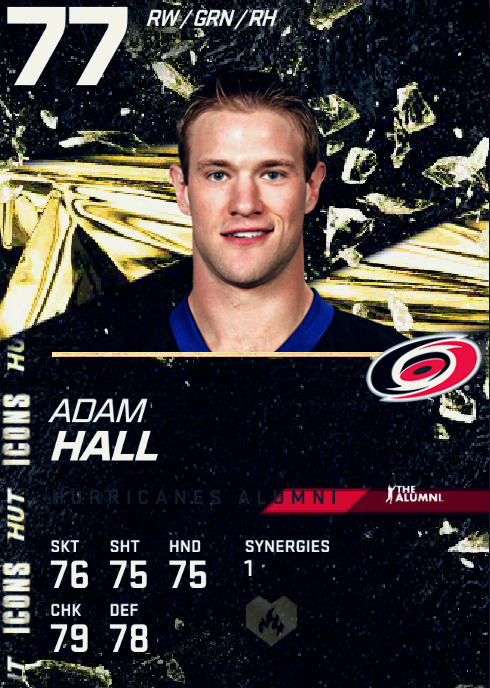 77
RW / GRN / RH
ADAM
HALL
HURRICANES ALUMNI
THE
ALUMNI.
SKT SHT HND SYNERGIES
76 75 75 1
CHK DEF
79 78
HUT
ICONS
HUT
ICONS